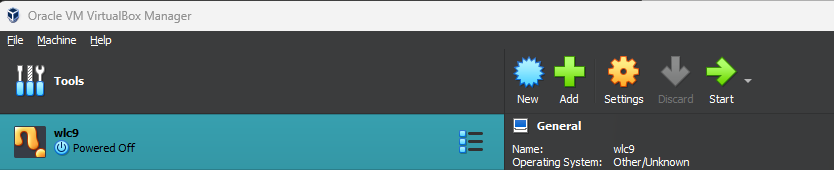 Oracle VM VirtualBox Manager
File Machine Help
Tools
New Add Settings Discard Start
wlc9
Powered Off
General
Name: wlc9
Operating System: Other/Unknown